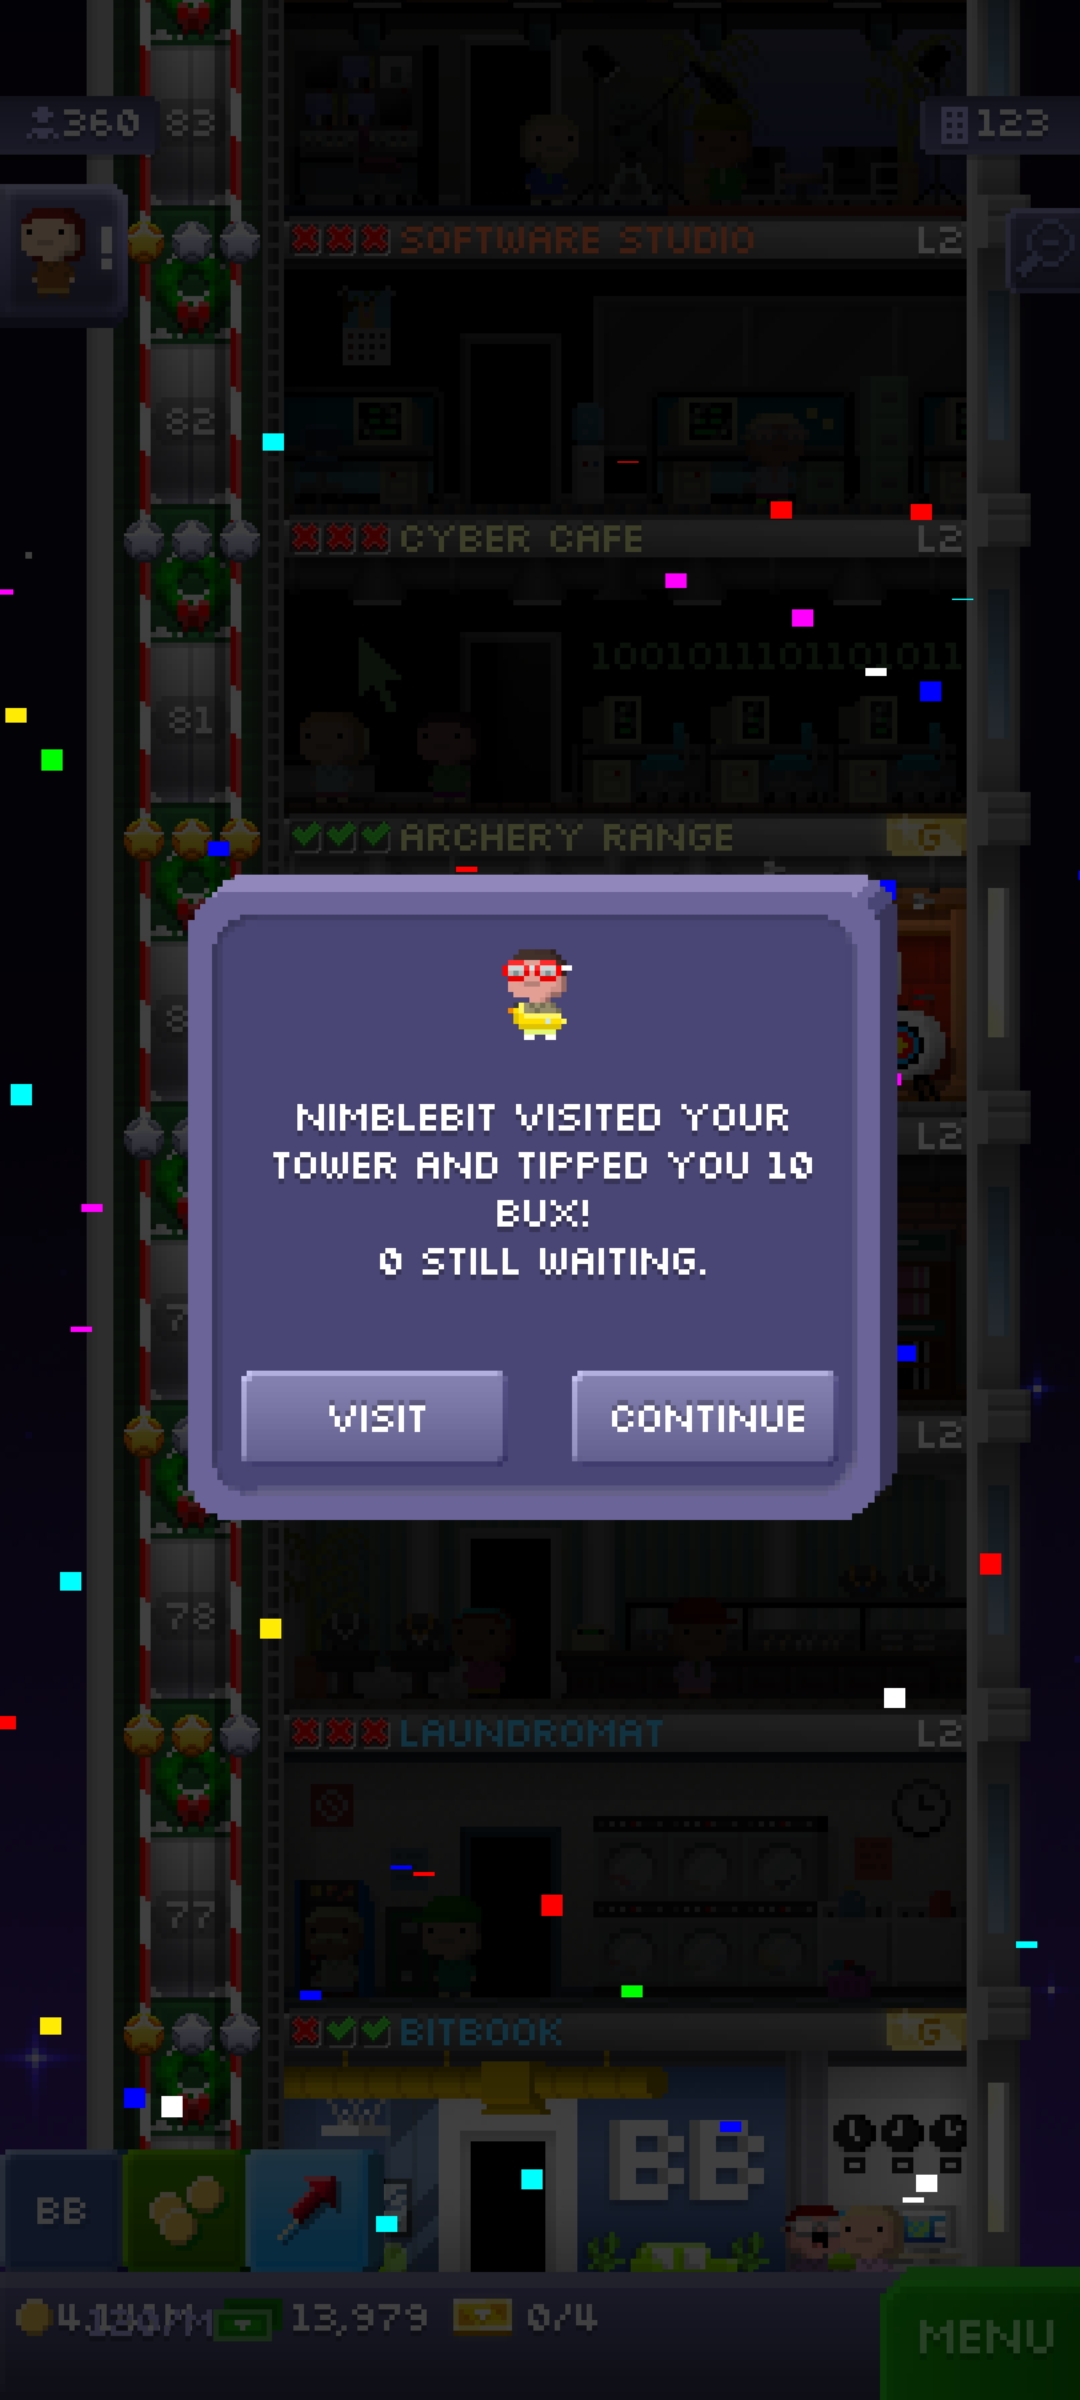 360
83
123
!
SOFTWARE STUDIO
L2
82
CYBER CAFE
L2
1001011101101011
81
ARCHERY RANGE
G
L2
NIMBLEBIT VISITED YOUR
TOWER AND TIPPED YOU 10
BUX!
0 STILL WAITING.
VISIT
CONTINUE
L2
78
LAUNDROMAT
L2
77
BITBOOK
G
BB
BB
13,979
0/4
MENU